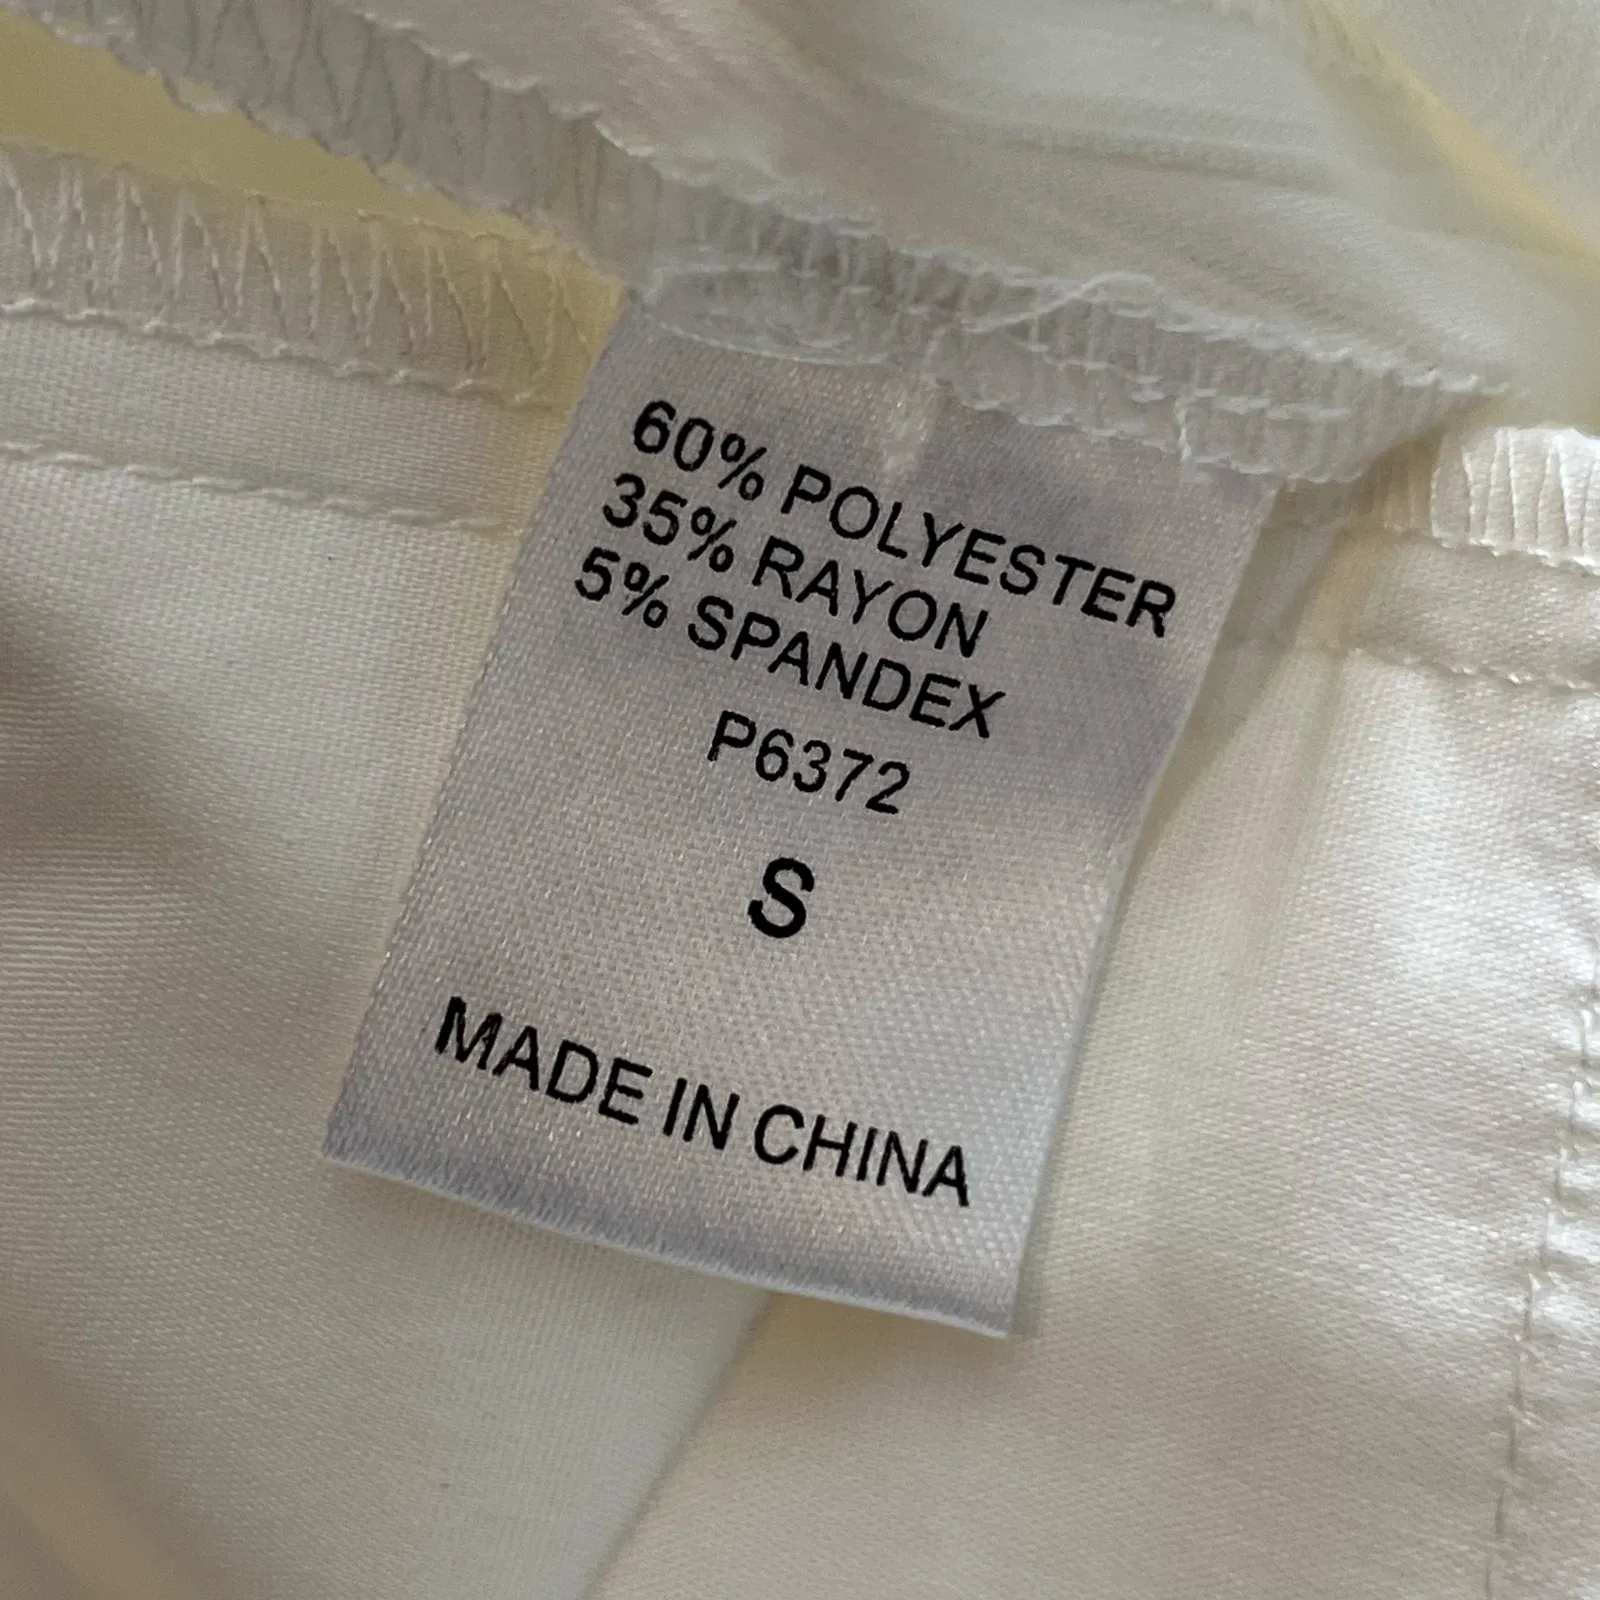 60% POLYESTER
35% RAYON
5% SPANDEX
P6372
S
MADE IN CHINA